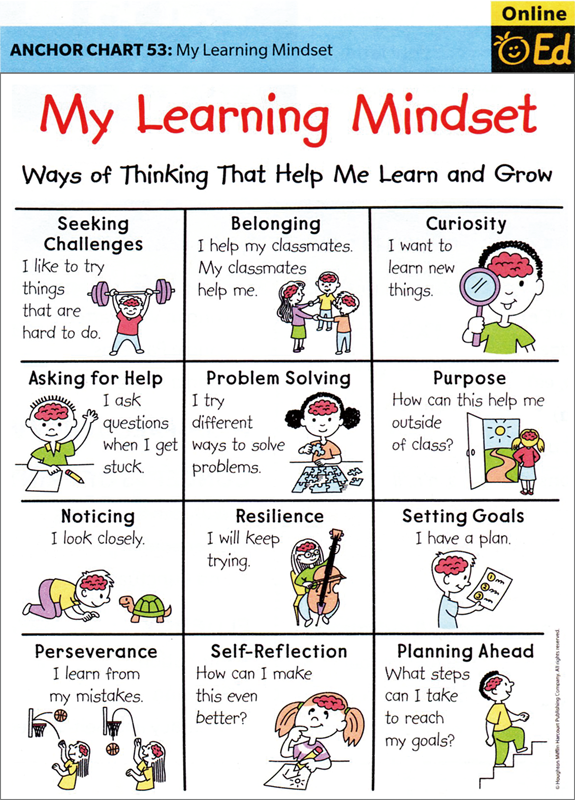 Online
Ed
ANCHOR CHART 53: My Learning Mindset
My Learning Mindset
Ways of Thinking That Help Me Learn and Grow
Seeking
Challenges
I like to try
things
that are
hard to do.
Belonging
I help my classmates.
My classmates
help me.
Curiosity
I want to
learn new
things.
Asking for Help
I ask
questions
when I get
stuck.
Problem Solving
I try
different
ways to solve
problems.
Purpose
How can this help me
outside
of class?
Noticing
I look closely.
Resilience
I will keep
trying.
Setting Goals
I have a plan.
1
2
3
Perseverance
I learn from
my mistakes.
Self-Reflection
How can I make
this even
better?
Planning Ahead
What steps
can I take
to reach
my goals?
© Houghton Mifflin Harcourt Publishing Company. All rights reserved.